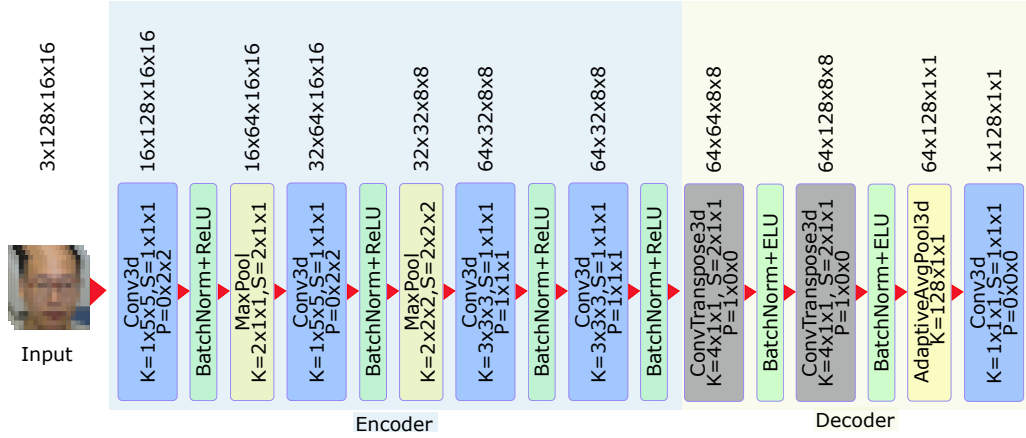 3x128x16x16
16x128x16x16
16x64x16x16
32x64x16x16
32x32x8x8
64x32x8x8
64x32x8x8
64x64x8x8
64x128x8x8
64x128x1x1
1x128x1x1
Input
Conv3d
K=1x5x5,S=1x1x1
P=0x2x2
BatchNorm+ReLU
MaxPool
K=2x1x1,S=2x1x1
Conv3d
K=1x5x5,S=1x1x1
P=0x2x2
BatchNorm+ReLU
MaxPool
K=2x2x2,S=2x2x2
Conv3d
K=3x3x3,S=1x1x1
P=1x1x1
BatchNorm+ReLU
Conv3d
K=3x3x3,S=1x1x1
P=1x1x1
BatchNorm+ReLU
ConvTranspose3d
K=4x1x1,S=2x1x1
P=1x0x0
BatchNorm+ELU
ConvTranspose3d
K=4x1x1,S=2x1x1
P=1x0x0
BatchNorm+ELU
AdaptiveAvgPool3d
K=128x1x1
Conv3d
K=1x1x1,S=1x1x1
P=0x0x0
Encoder
Decoder